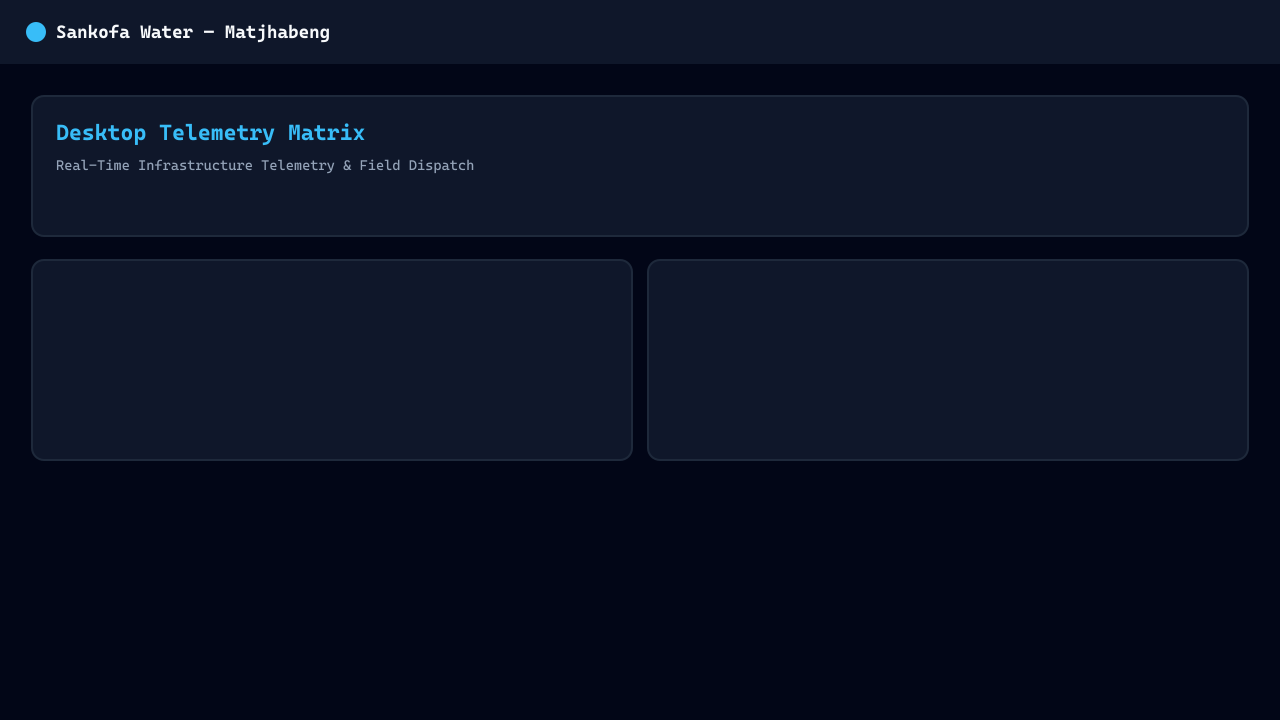 Sankofa Water — Matjhabeng
Desktop Telemetry Matrix
Real-Time Infrastructure Telemetry & Field Dispatch